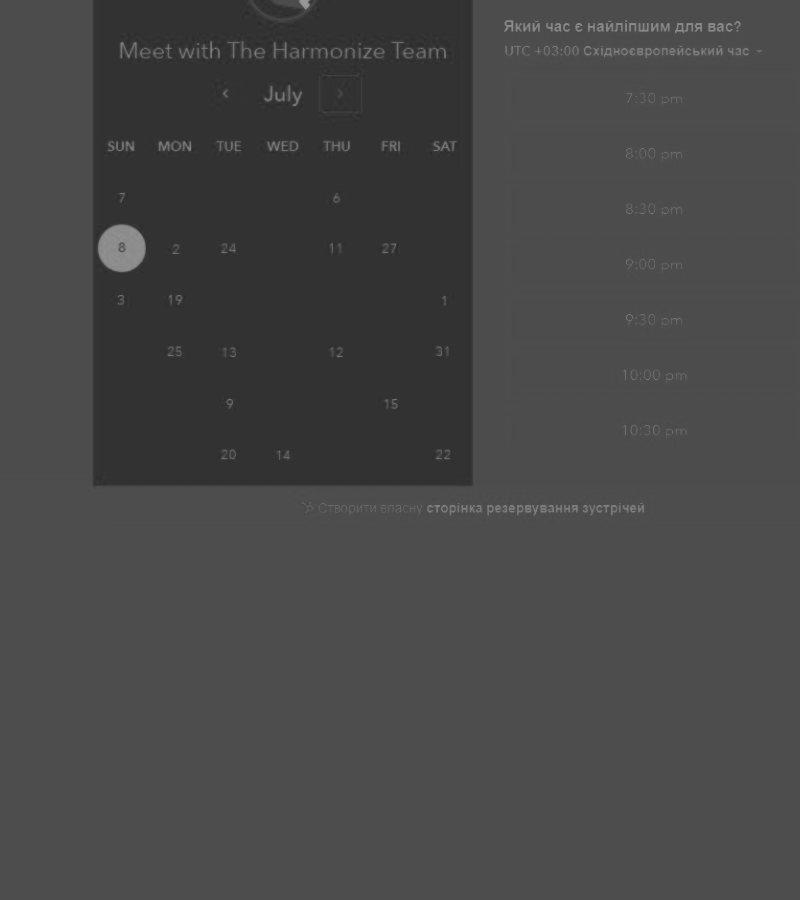 Meet with The Harmonize Team
July
SUN MON TUE WED THU FRI SAT
7 6
8 2 24 11 27
3 19 1
25 13 12 31
9 15
20 14 22
Який час є найліпшим для вас?
UTC +03:00 Східноєвропейський час
7:30 pm
8:00 pm
8:30 pm
9:00 pm
9:30 pm
10:00 pm
10:30 pm
Створити власну сторінка резервування зустрічей